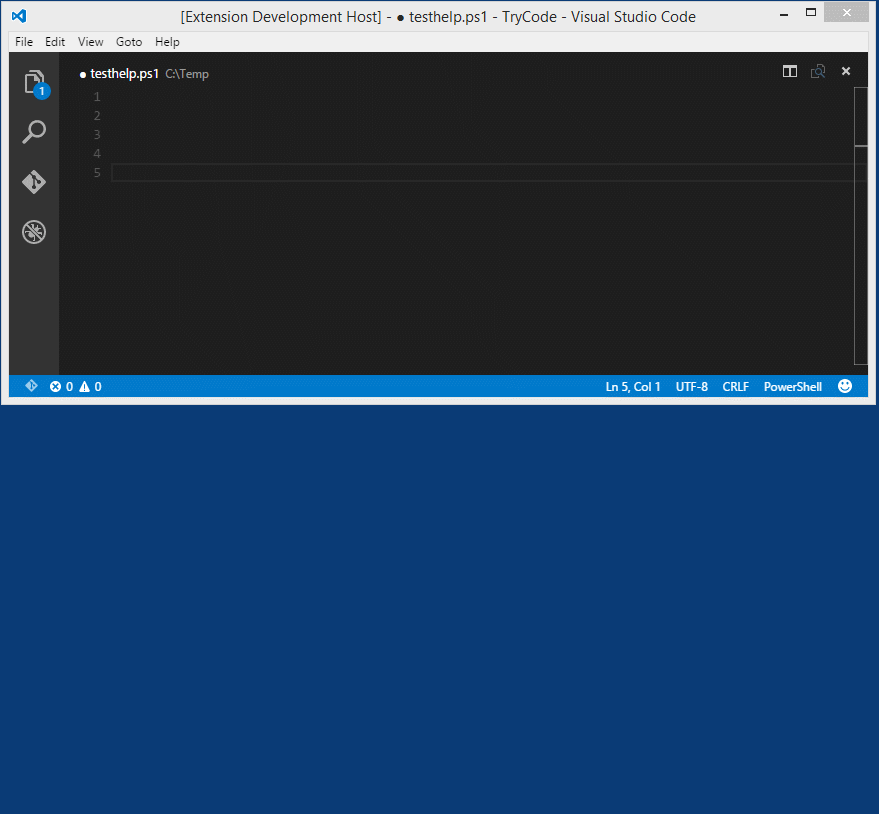 [Extension Development Host] - ● testhelp.ps1 - TryCode - Visual Studio Code
File Edit View Goto Help
1
● testhelp.ps1 C:\Temp
1
2
3
4
5
0 0 Ln 5, Col 1 UTF-8 CRLF PowerShell